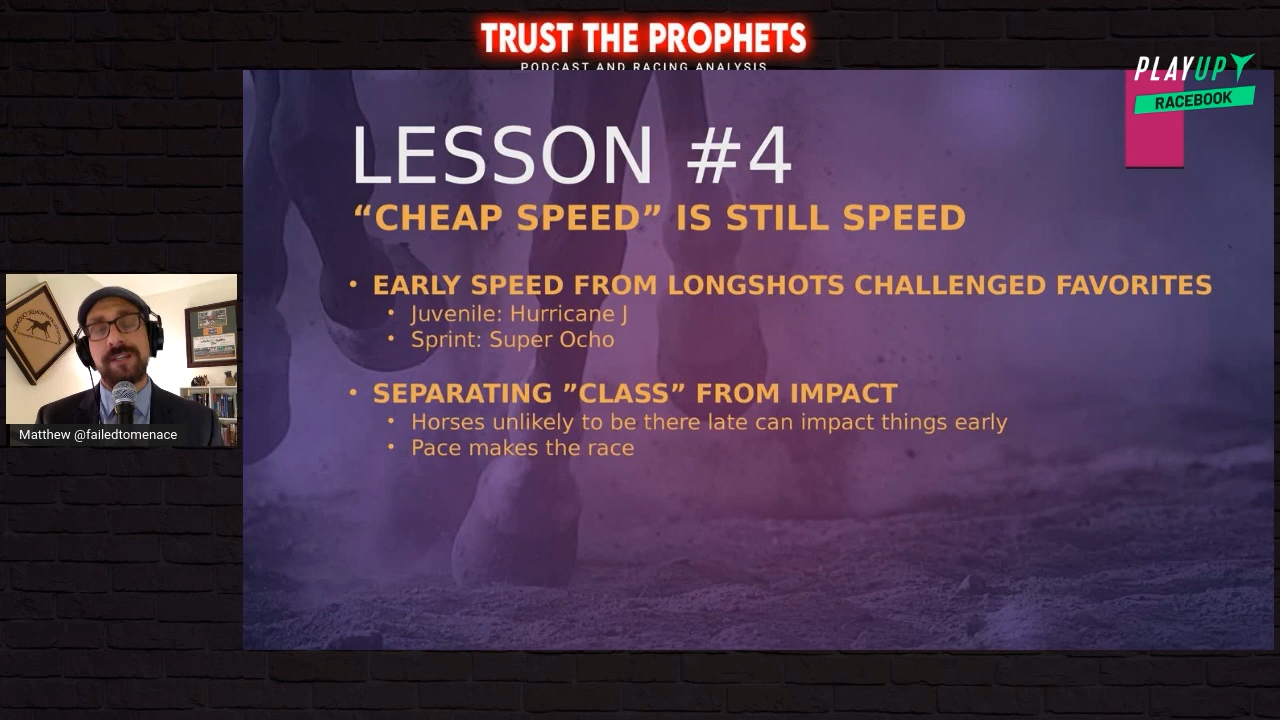 TRUST THE PROPHETS
PODCAST AND RACING ANALYSIS
PLAYUP
RACEBOOK
LESSON #4
“CHEAP SPEED” IS STILL SPEED
• EARLY SPEED FROM LONGSHOTS CHALLENGED FAVORITES
• Juvenile: Hurricane J
• Sprint: Super Ocho
• SEPARATING ”CLASS” FROM IMPACT
• Horses unlikely to be there late can impact things early
• Pace makes the race
Matthew @failedtomenace